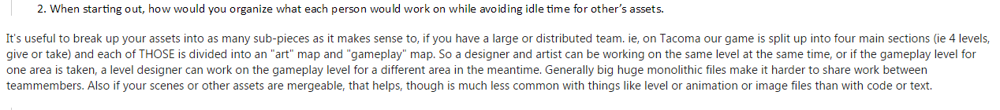 2. When starting out, how would you organize what each person would work on while avoiding idle time for other's assets.
It's useful to break up your assets into as many sub-pieces as it makes sense to, if you have a large or distributed team. ie, on Tacoma our game is split up into four main sections (ie 4 levels,
give or take) and each of THOSE is divided into an "art" map and "gameplay" map. So a designer and artist can be working on the same level at the same time, or if the gameplay level for
one area is taken, a level designer can work on the gameplay level for a different area in the meantime. Generally big huge monolithic files make it harder to share work between
teammembers. Also if your scenes or other assets are mergeable, that helps, though is much less common with things like level or animation or image files than with code or text.